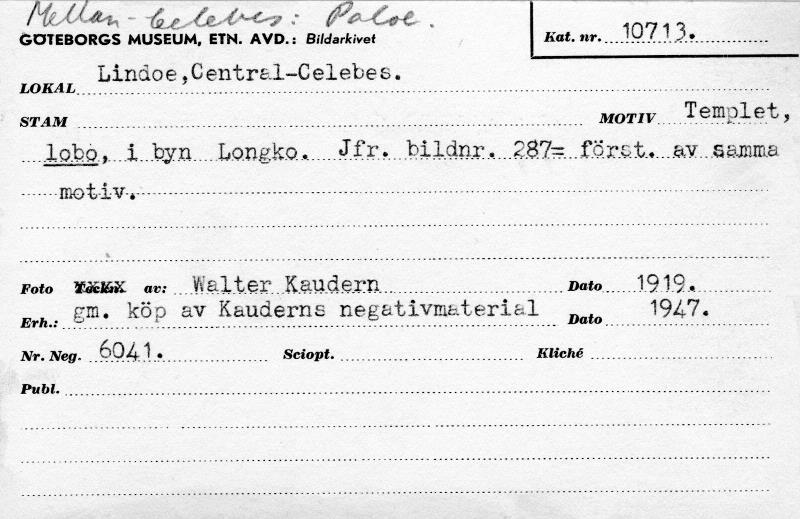 Mellan-Celebes: Paloe.
GÖTEBORGS MUSEUM, ETN. AVD.: Bildarkivet
Kat. nr. 10713.
LOKAL Lindoe,Central-Celebes.
STAM MOTIV Templet,
lobo, i byn Longko. Jfr. bildnr. 287= först. av samma
motiv.
Foto Teckn. av: Walter Kaudern Dato 1919.
Erh.: gm. köp av Kauderns negativmaterial Dato 1947.
Nr. Neg. 6041. Sciopt. Kliché
Publ.